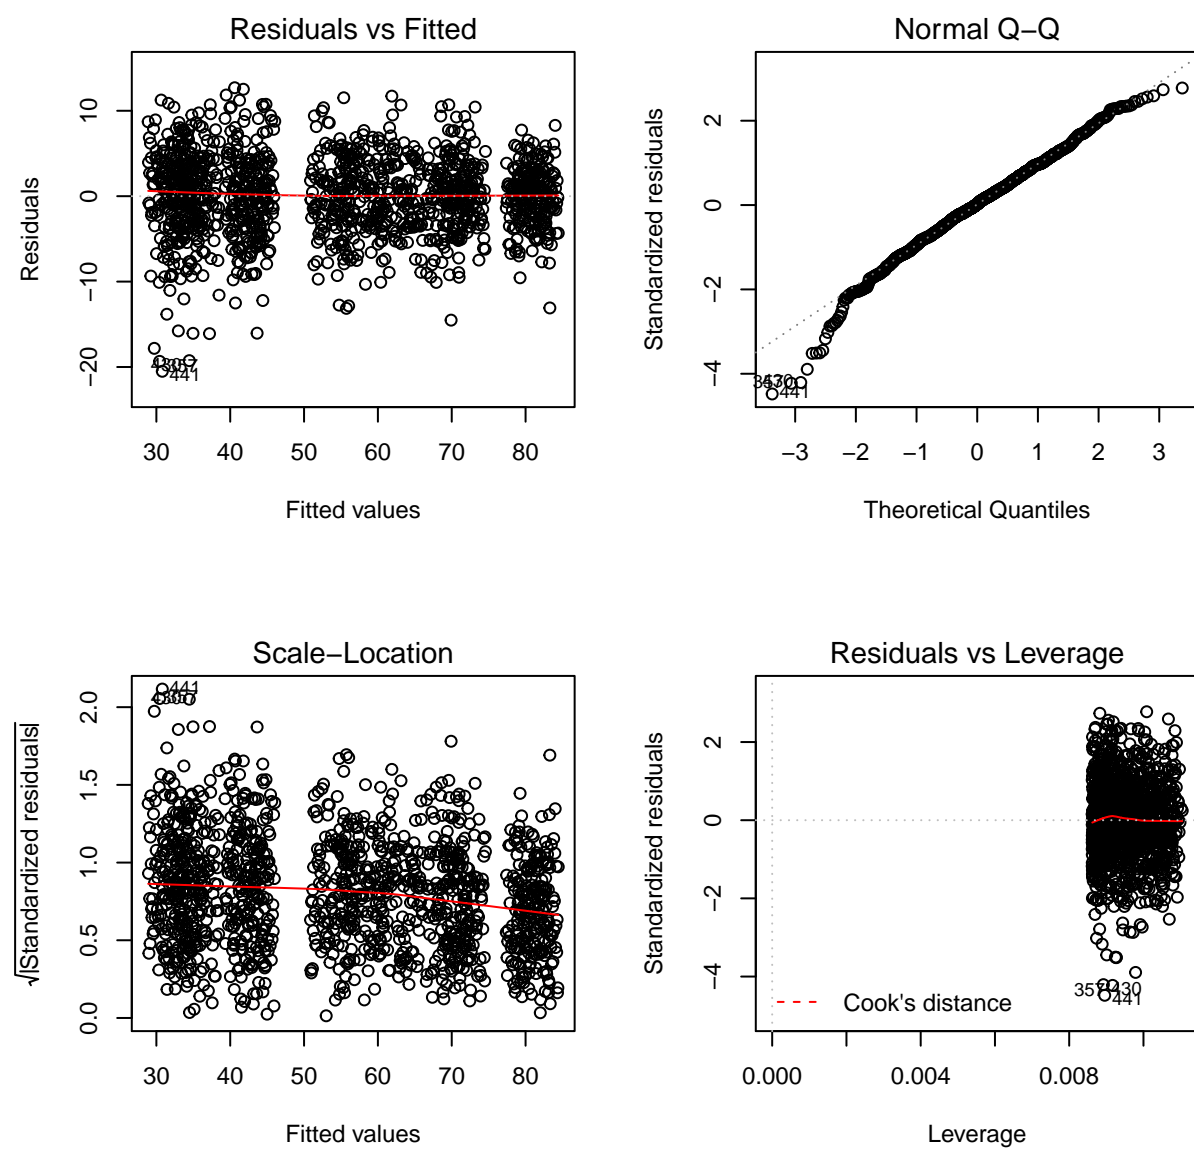 Residuals vs Fitted
Residuals
10
0
−10
−20
441
30 40 50 60 70 80
Fitted values
Normal Q−Q
Standardized residuals
2
0
−2
−4
441
−3 −2 −1 0 1 2 3
Theoretical Quantiles
Scale−Location
√|Standardized residuals|
2.0
1.5
1.0
0.5
0.0
441
30 40 50 60 70 80
Fitted values
Residuals vs Leverage
Standardized residuals
2
0
−2
−4
357 430
441
Cook's distance
0.000 0.004 0.008
Leverage